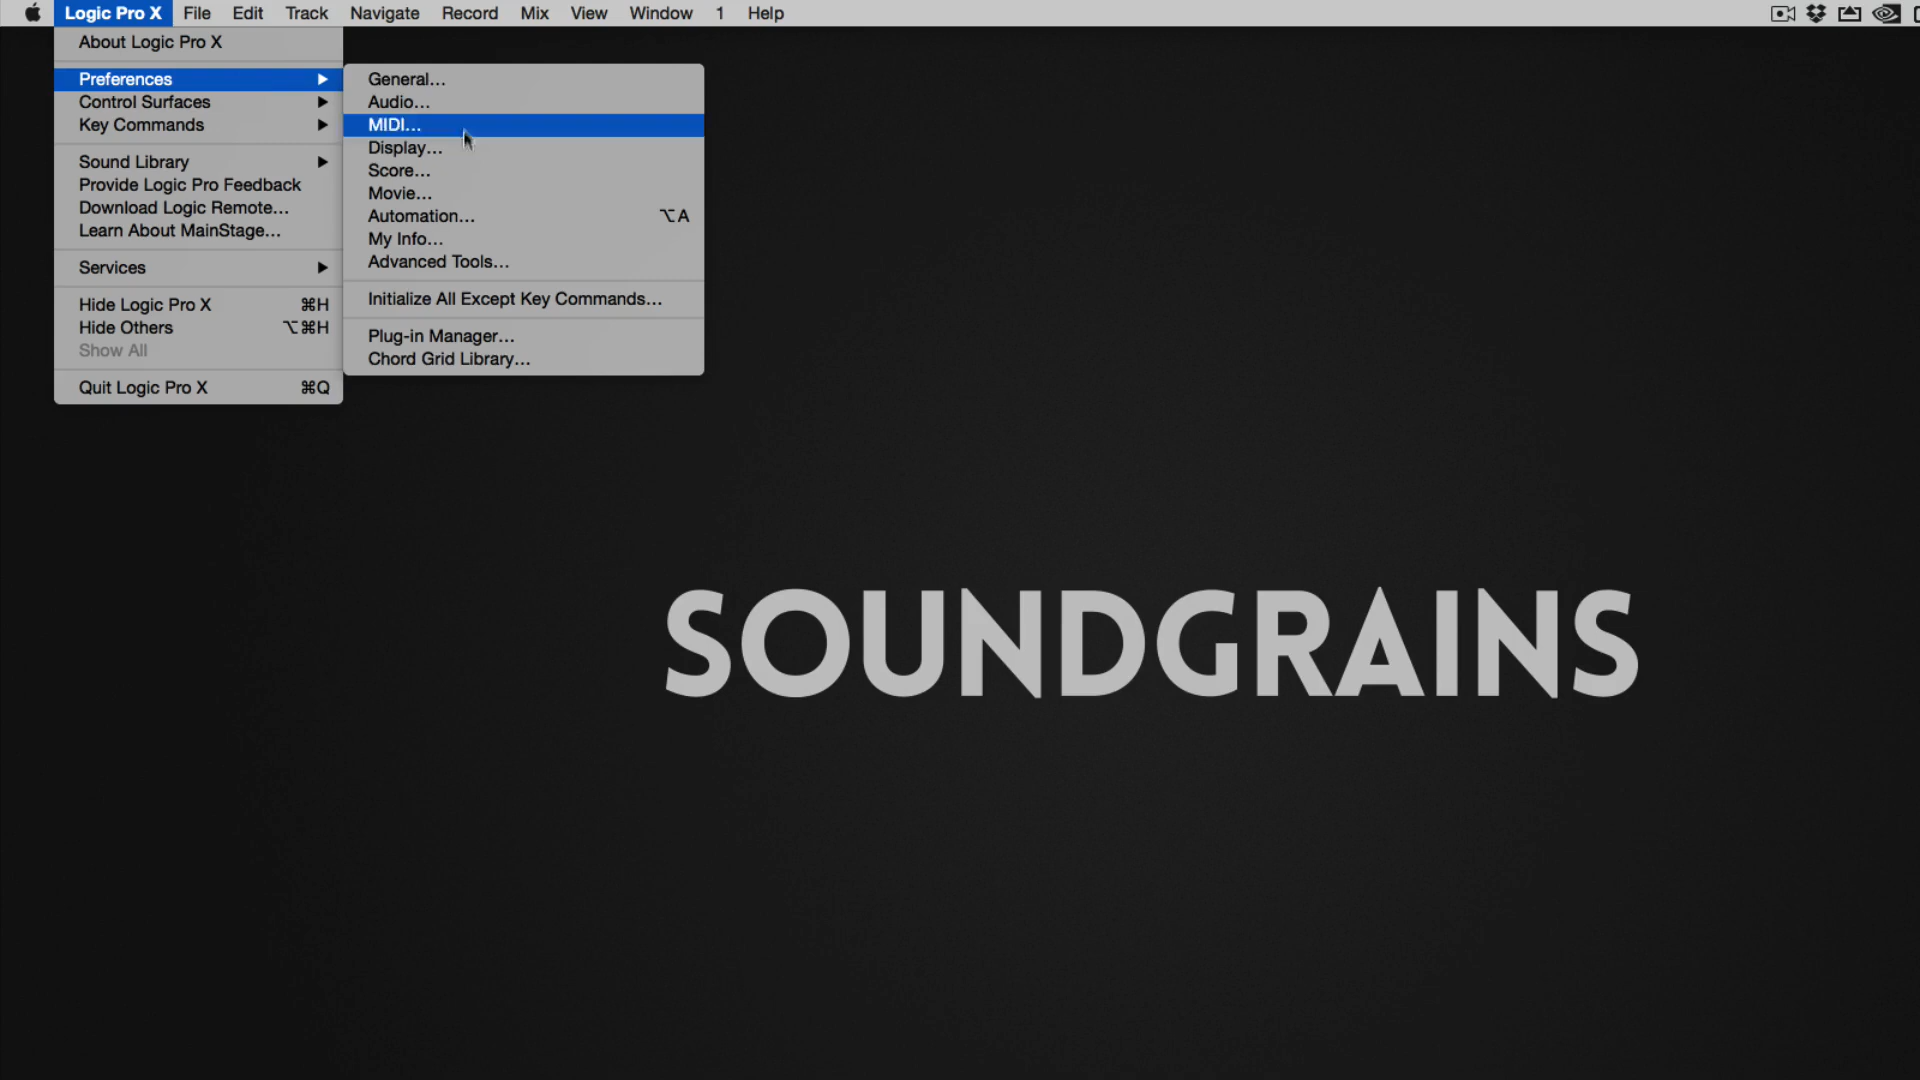 Logic Pro X File Edit Track Navigate Record Mix View Window 1 Help
About Logic Pro X
Preferences
Control Surfaces
Key Commands
Sound Library
Provide Logic Pro Feedback
Download Logic Remote...
Learn About MainStage...
Services
Hide Logic Pro X ⌘H
Hide Others ⌥⌘H
Show All
Quit Logic Pro X ⌘Q
General...
Audio...
MIDI...
Display...
Score...
Movie...
Automation... ⌥A
My Info...
Advanced Tools...
Initialize All Except Key Commands...
Plug-in Manager...
Chord Grid Library...
SOUNDGRAINS